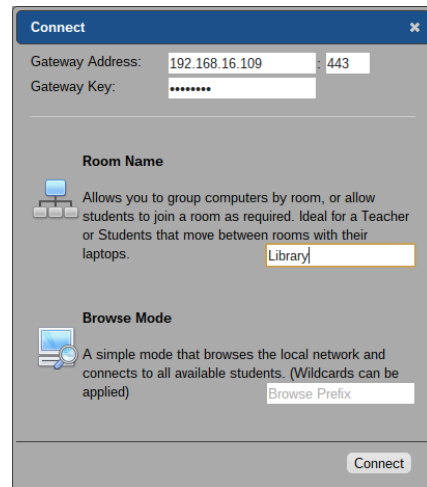 Connect
Gateway Address: 192.168.16.109 : 443
Gateway Key: ••••••••
Room Name
Allows you to group computers by room, or allow
students to join a room as required. Ideal for a Teacher
or Students that move between rooms with their
laptops. Library
Browse Mode
A simple mode that browses the local network and
connects to all available students. (Wildcards can be
applied) Browse Prefix
Connect